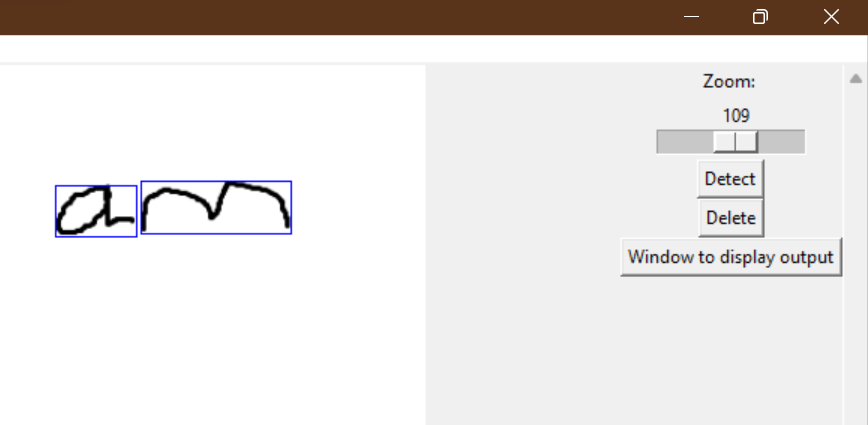 Zoom:
109
am
Detect
Delete
Window to display output